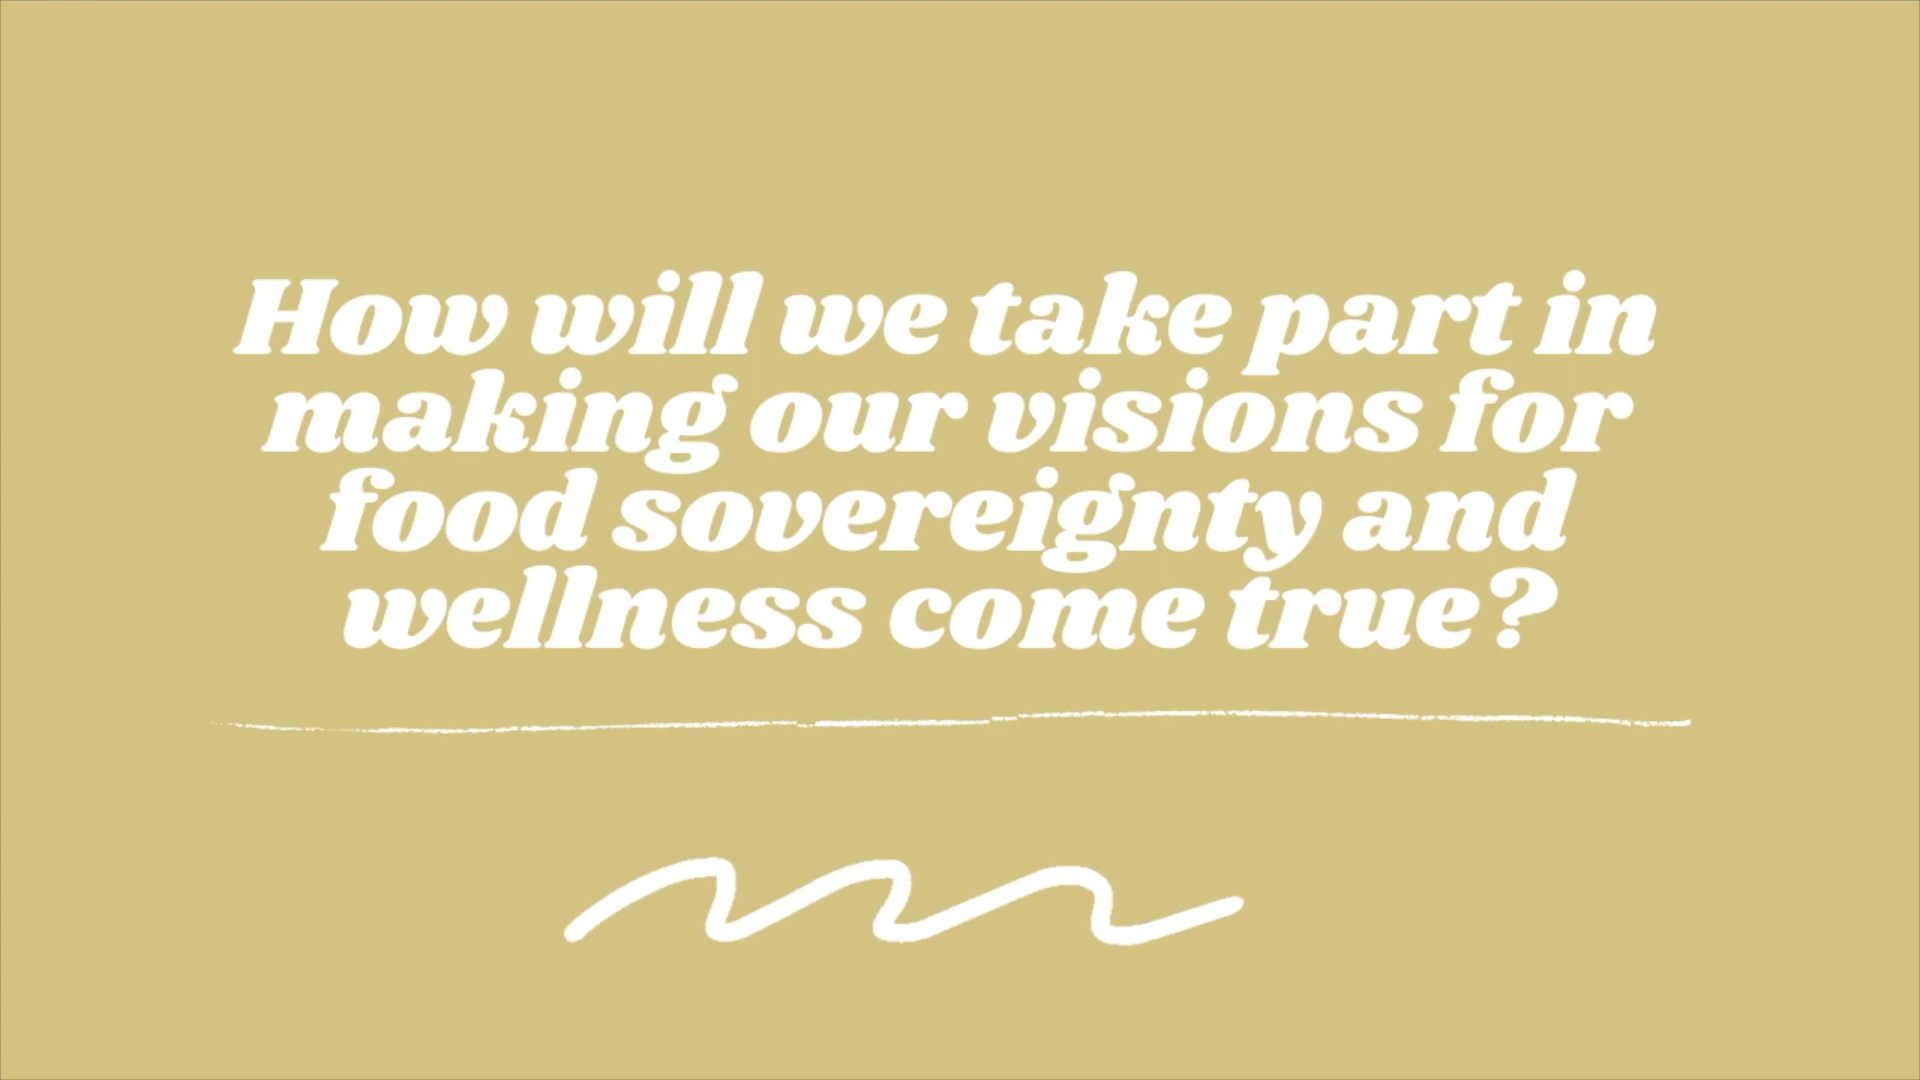 How will we take part in
making our visions for
food sovereignty and
wellness come true?